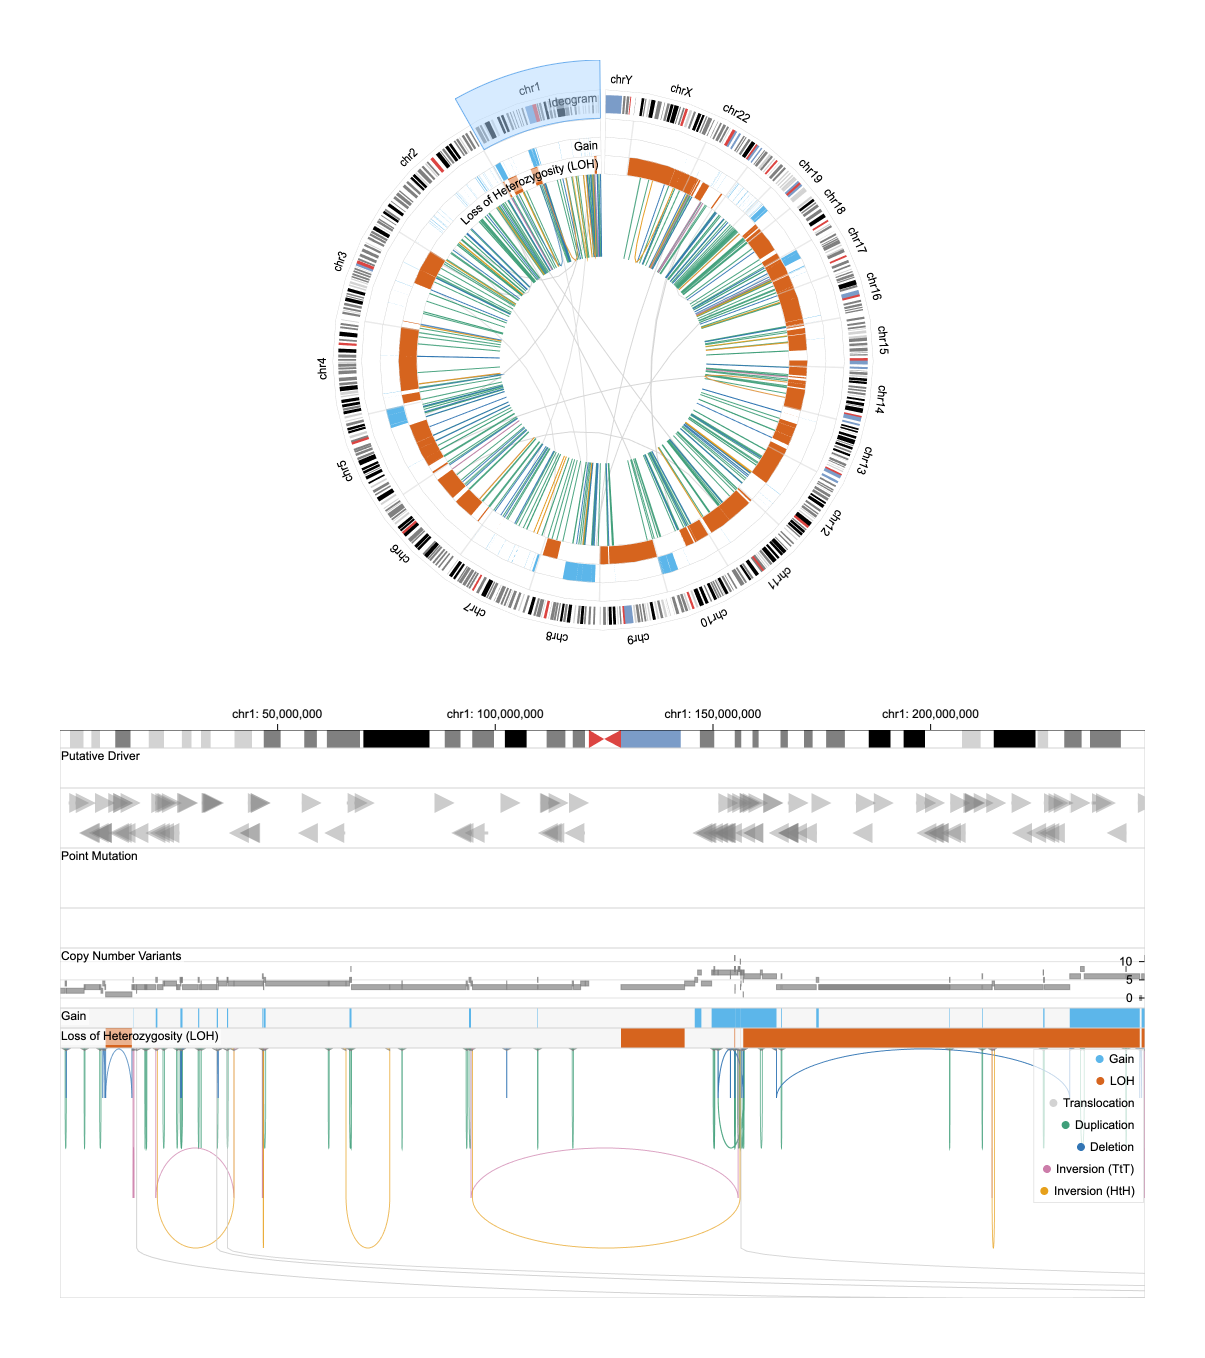 chrY
chrX
chr22
chr19
chr18
chr17
chr16
chr15
chr14
chr13
chr12
chr11
chr10
chr9
chr8
chr7
chr6
chr5
chr4
chr3
chr2
chr1
Ideogram
Gain
Loss of Heterozygosity (LOH)
chr1: 50,000,000
chr1: 100,000,000
chr1: 150,000,000
chr1: 200,000,000
Putative Driver
Point Mutation
Copy Number Variants
10
5
0
Gain
Loss of Heterozygosity (LOH)
Gain
LOH
Translocation
Duplication
Deletion
Inversion (TtT)
Inversion (HtH)